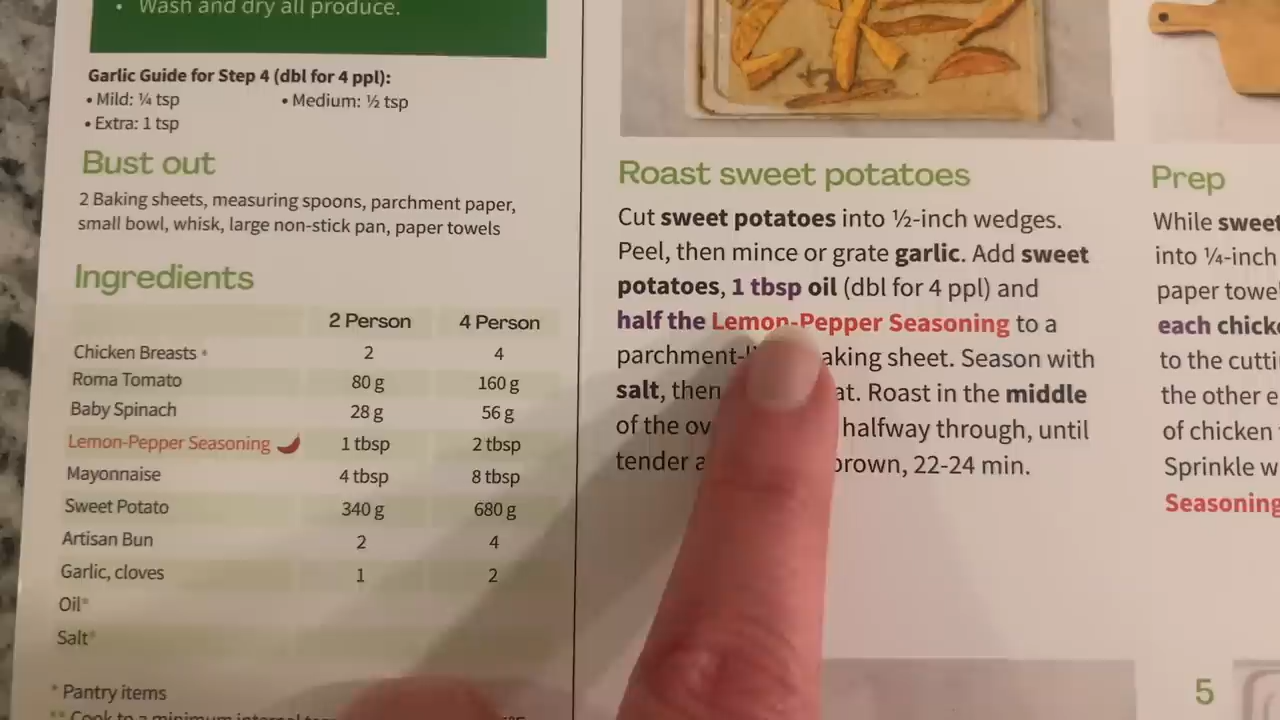 • Wash and dry all produce.
Garlic Guide for Step 4 (dbl for 4 ppl):
• Mild: ¼ tsp • Medium: ½ tsp
• Extra: 1 tsp
Bust out
2 Baking sheets, measuring spoons, parchment paper,
small bowl, whisk, large non-stick pan, paper towels
Ingredients
2 Person 4 Person
Chicken Breasts * 2 4
Roma Tomato 80 g 160 g
Baby Spinach 28 g 56 g
Lemon-Pepper Seasoning 1 tbsp 2 tbsp
Mayonnaise 4 tbsp 8 tbsp
Sweet Potato 340 g 680 g
Artisan Bun 2 4
Garlic, cloves 1 2
Oil*
Salt*
* Pantry items
** Cook to a minimum internal
Roast sweet potatoes
Cut sweet potatoes into ½-inch wedges.
Peel, then mince or grate garlic. Add sweet
potatoes, 1 tbsp oil (dbl for 4 ppl) and
half the Lemon-Pepper Seasoning to a
parchment- baking sheet. Season with
salt, then Roast in the middle
of the halfway through, until
tender brown, 22-24 min.
Prep
While sweet
into ¼-inch
paper towe
each chick
to the cutti
the other e
of chicken
Sprinkle w
Seasoning
5